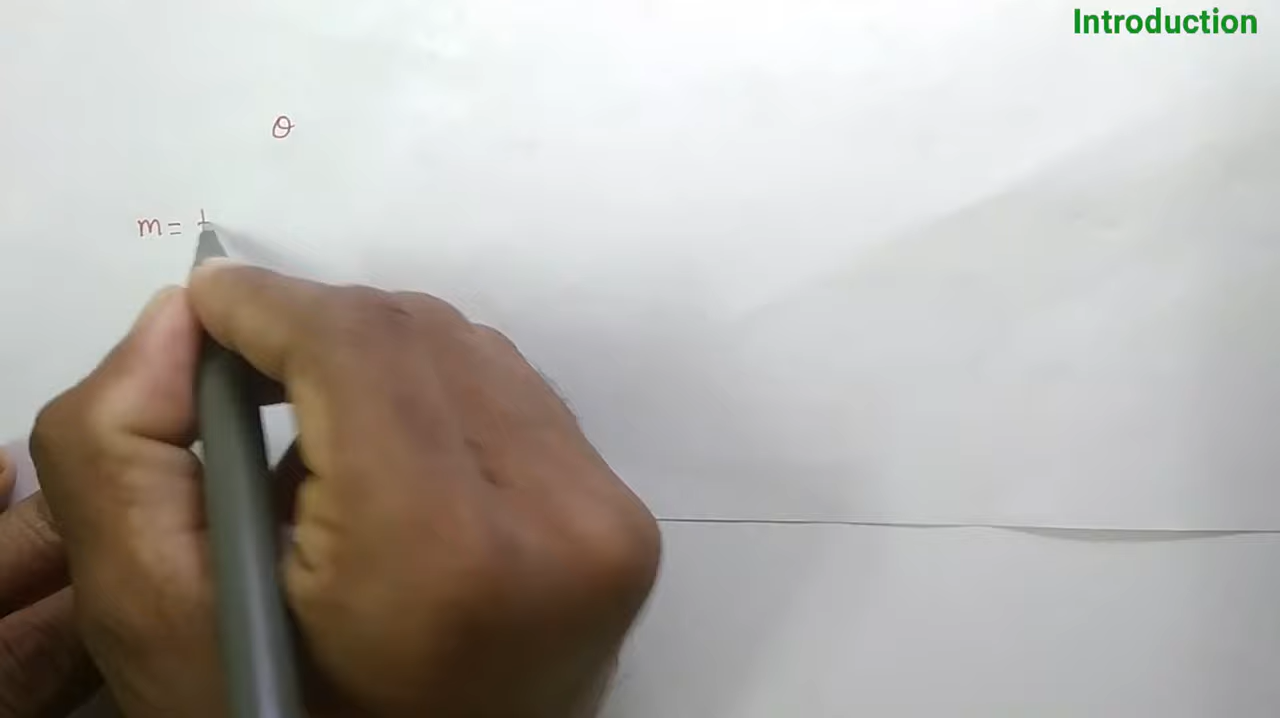 Introduction
θ
m = t